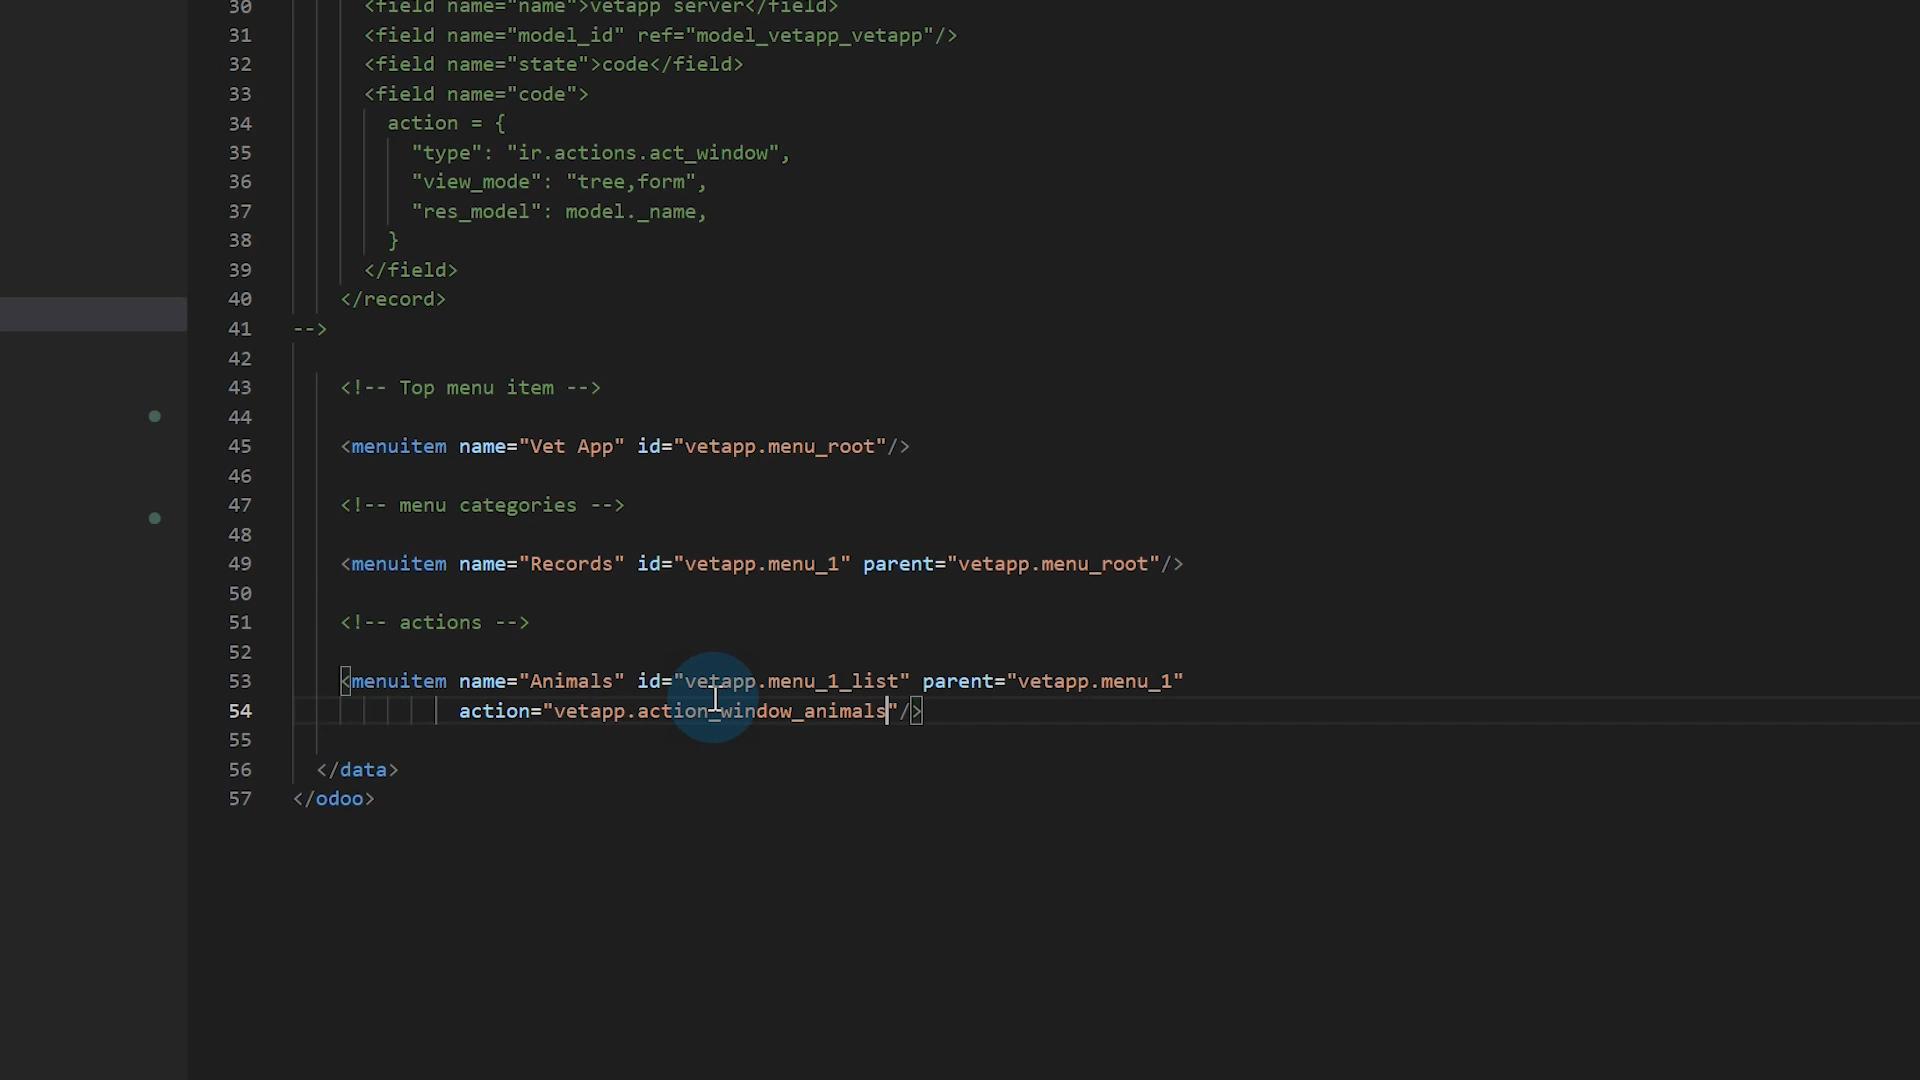 30 <field name="name">vetapp server</field>
31 <field name="model_id" ref="model_vetapp_vetapp"/>
32 <field name="state">code</field>
33 <field name="code">
34 action = {
35 "type": "ir.actions.act_window",
36 "view_mode": "tree,form",
37 "res_model": model._name,
38 }
39 </field>
40 </record>
41 -->
42
43 <!-- Top menu item -->
44
45 <menuitem name="Vet App" id="vetapp.menu_root"/>
46
47 <!-- menu categories -->
48
49 <menuitem name="Records" id="vetapp.menu_1" parent="vetapp.menu_root"/>
50
51 <!-- actions -->
52
53 <menuitem name="Animals" id="vetapp.menu_1_list" parent="vetapp.menu_1"
54 action="vetapp.action_window_animals"/>
55
56 </data>
57 </odoo>